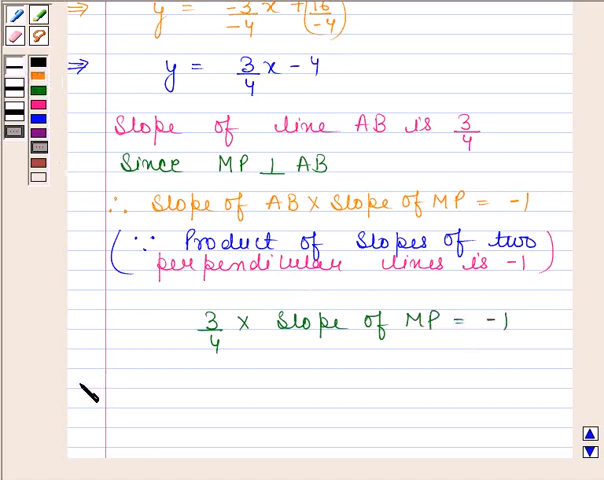 ⇒ y = -3/-4 x + (16/-4)
⇒ y = 3/4 x - 4
Slope of line AB is 3/4
Since MP ⊥ AB
∴ Slope of AB × Slope of MP = -1
(∵ Product of Slopes of two
perpendicular lines is -1)
3/4 × Slope of MP = -1